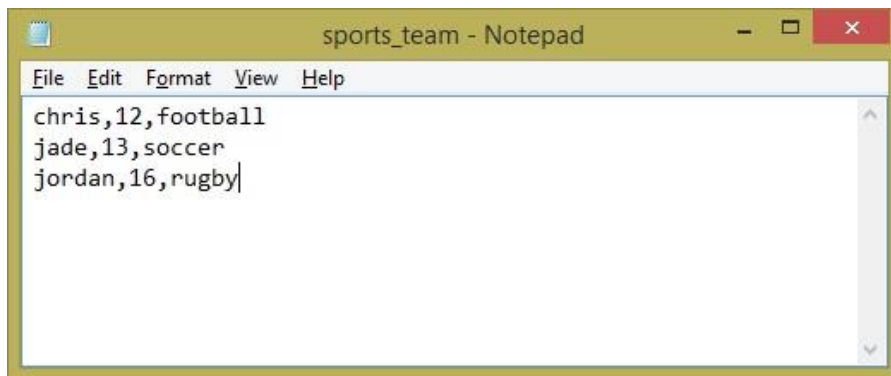 sports_team - Notepad
File Edit Format View Help
chris,12,football
jade,13,soccer
jordan,16,rugby